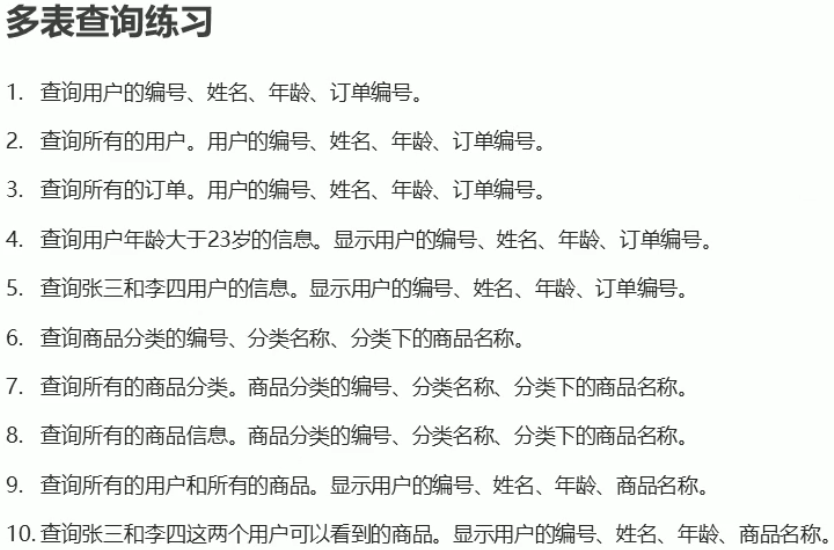 多表查询练习
1. 查询用户的编号、姓名、年龄、订单编号。
2. 查询所有的用户。用户的编号、姓名、年龄、订单编号。
3. 查询所有的订单。用户的编号、姓名、年龄、订单编号。
4. 查询用户年龄大于23岁的信息。显示用户的编号、姓名、年龄、订单编号。
5. 查询张三和李四用户的信息。显示用户的编号、姓名、年龄、订单编号。
6. 查询商品分类的编号、分类名称、分类下的商品名称。
7. 查询所有的商品分类。商品分类的编号、分类名称、分类下的商品名称。
8. 查询所有的商品信息。商品分类的编号、分类名称、分类下的商品名称。
9. 查询所有的用户和所有的商品。显示用户的编号、姓名、年龄、商品名称。
10. 查询张三和李四这两个用户可以看到的商品。显示用户的编号、姓名、年龄、商品名称。